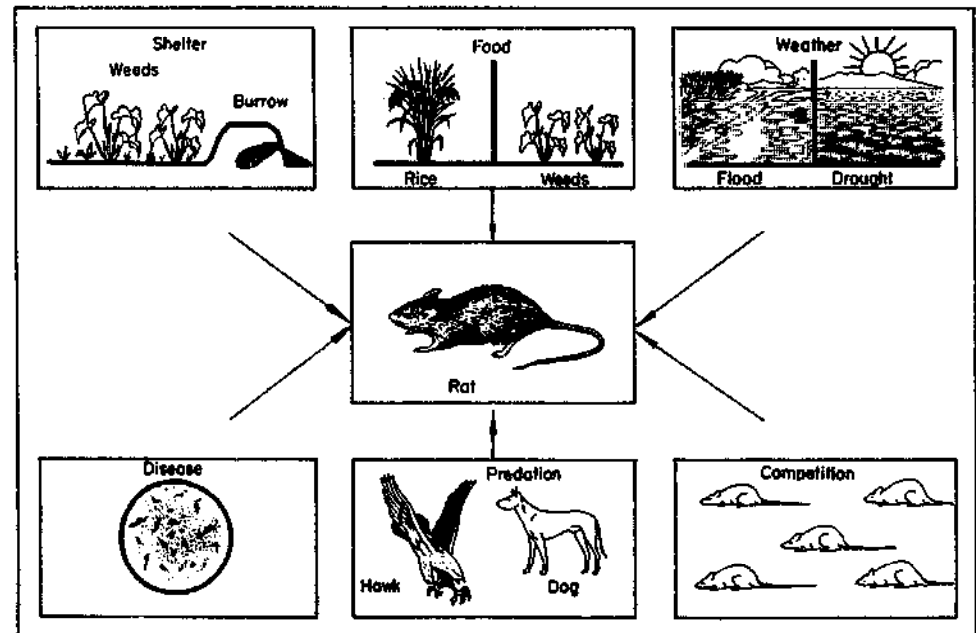 Shelter
Weeds
Burrow
Food
Rice
Weeds
Weather
Flood
Drought
Rat
Disease
Predation
Hawk
Dog
Competition